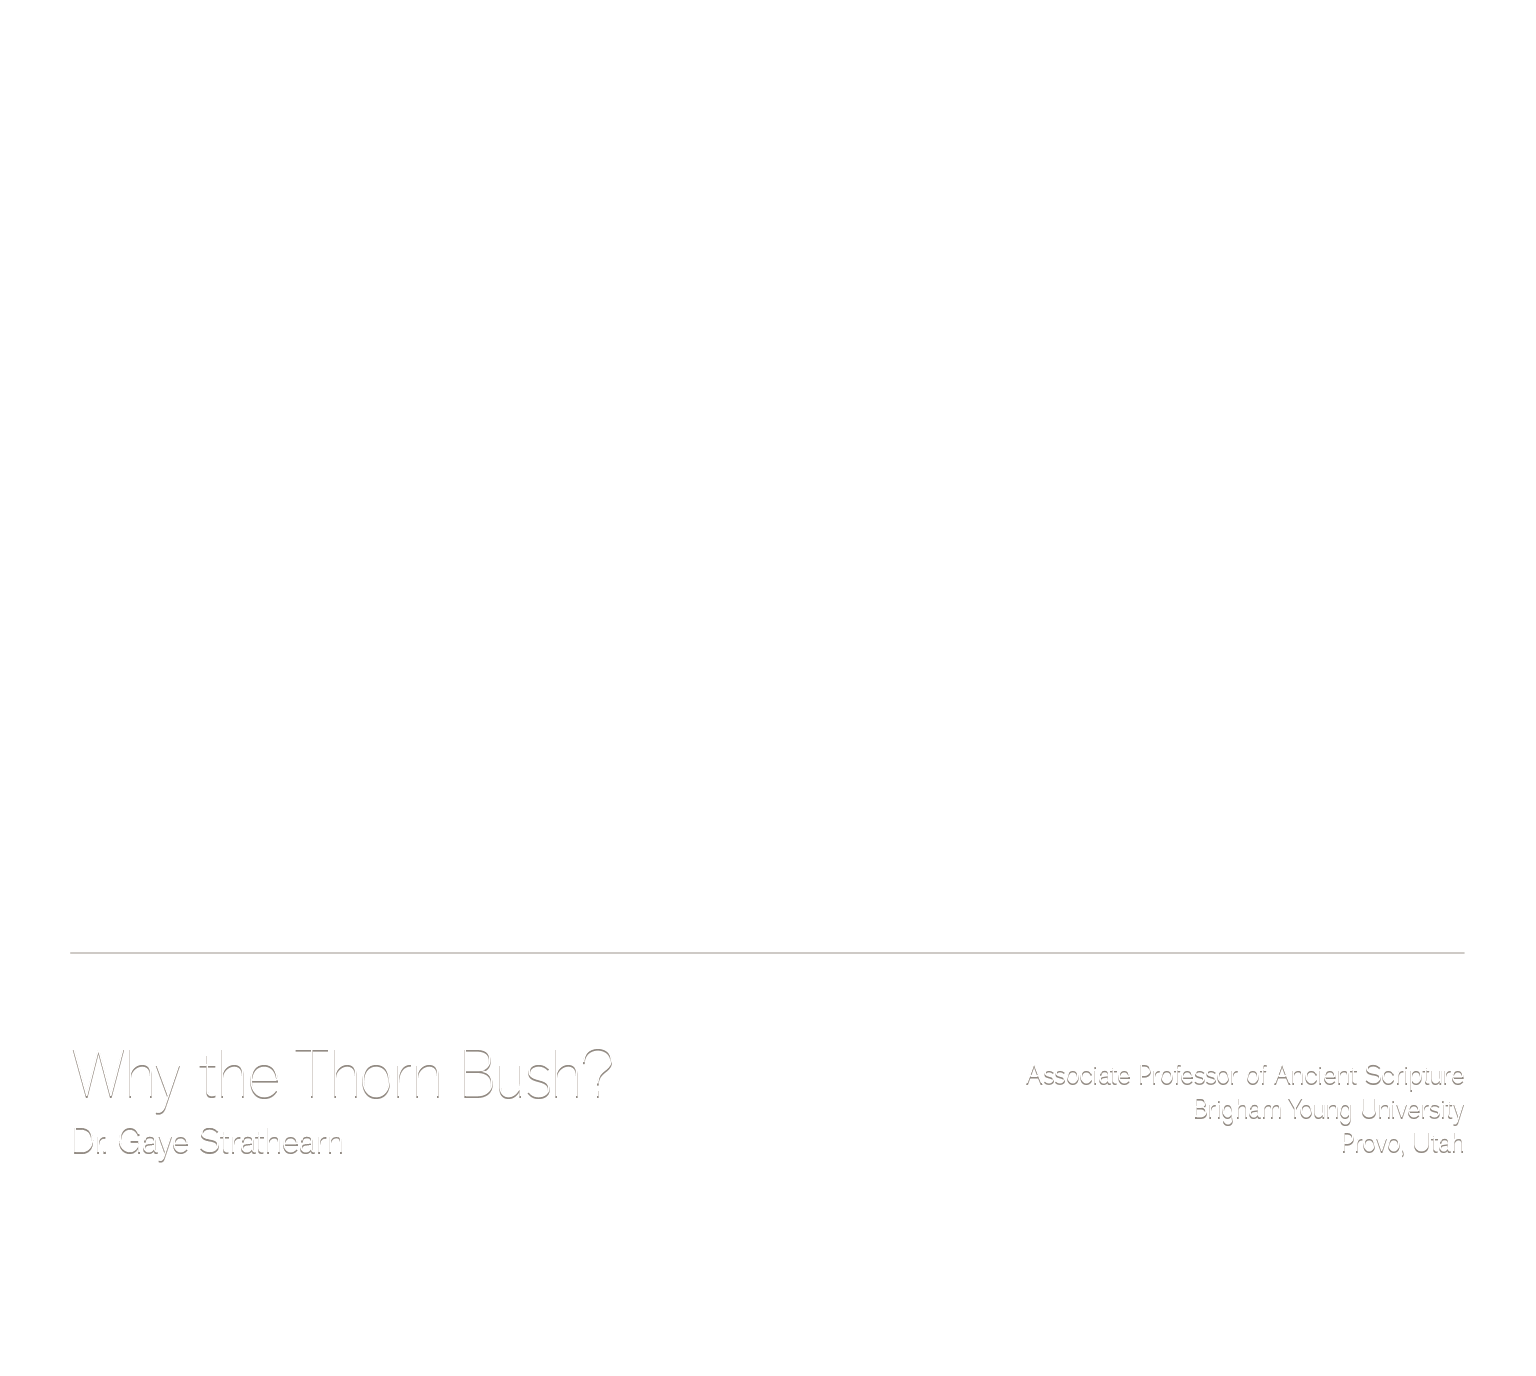 Why the Thorn Bush?
Dr. Gaye Strathearn
Associate Professor of Ancient Scripture
Brigham Young University
Provo, Utah